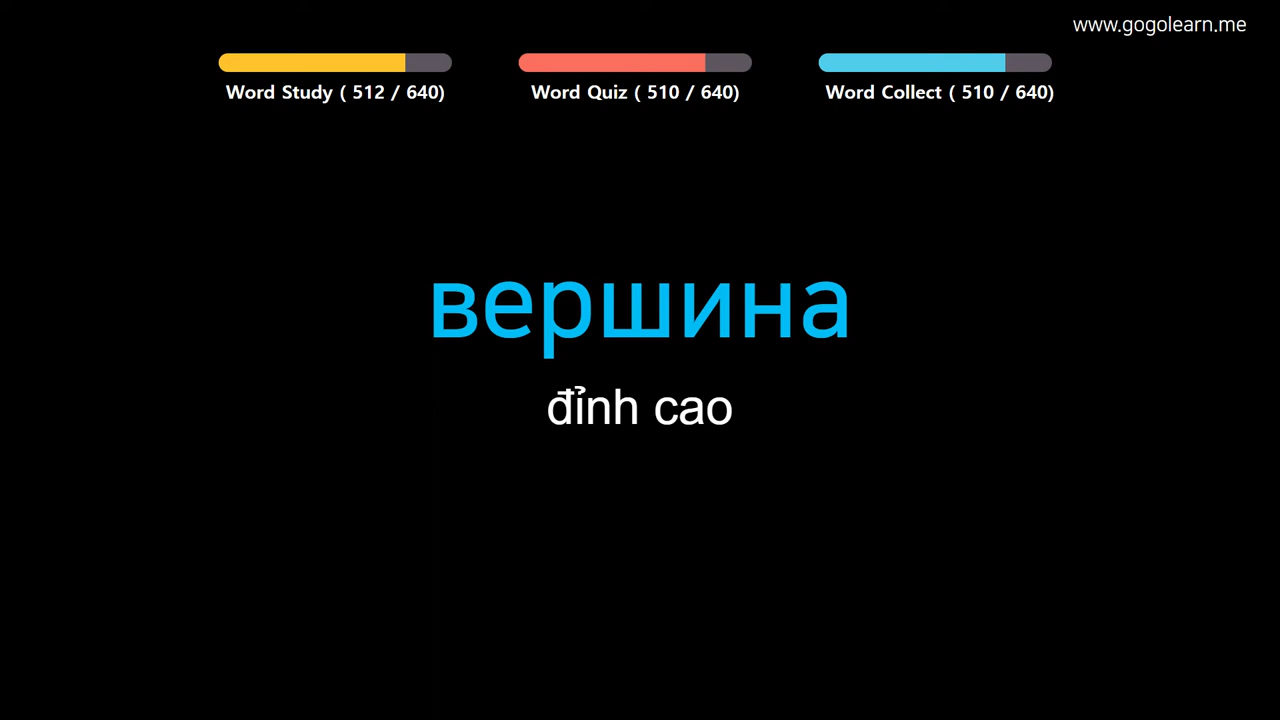 www.gogolearn.me
Word Study ( 512 / 640)
Word Quiz ( 510 / 640)
Word Collect ( 510 / 640)
вершина
đỉnh cao